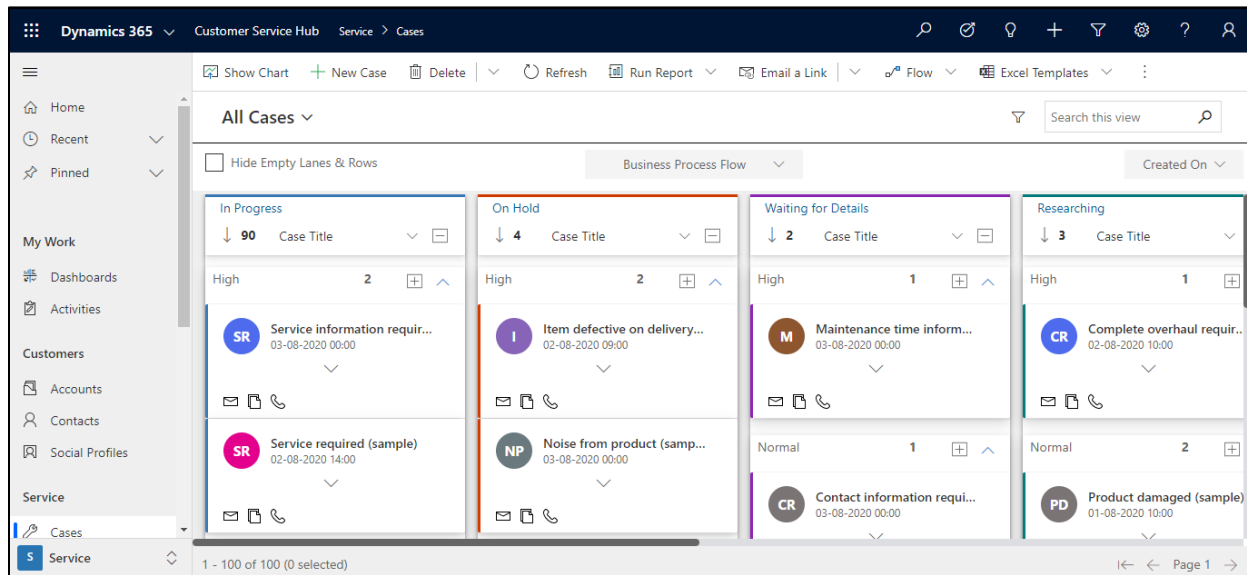 Dynamics 365 Customer Service Hub Service > Cases
Show Chart New Case Delete Refresh Run Report Email a Link Flow Excel Templates
Home
Recent
Pinned
My Work
Dashboards
Activities
Customers
Accounts
Contacts
Social Profiles
Service
Cases
S Service
All Cases Search this view
Hide Empty Lanes & Rows Business Process Flow Created On
In Progress
90 Case Title
High 2
SR Service information requir...
03-08-2020 00:00
SR Service required (sample)
02-08-2020 14:00
On Hold
4 Case Title
High 2
I Item defective on delivery...
02-08-2020 09:00
NP Noise from product (samp...
03-08-2020 00:00
Waiting for Details
2 Case Title
High 1
M Maintenance time inform...
03-08-2020 00:00
Normal 1
CR Contact information requi...
03-08-2020 00:00
Researching
3 Case Title
High 1
CR Complete overhaul requir..
02-08-2020 10:00
Normal 2
PD Product damaged (sample)
01-08-2020 10:00
1 - 100 of 100 (0 selected) Page 1